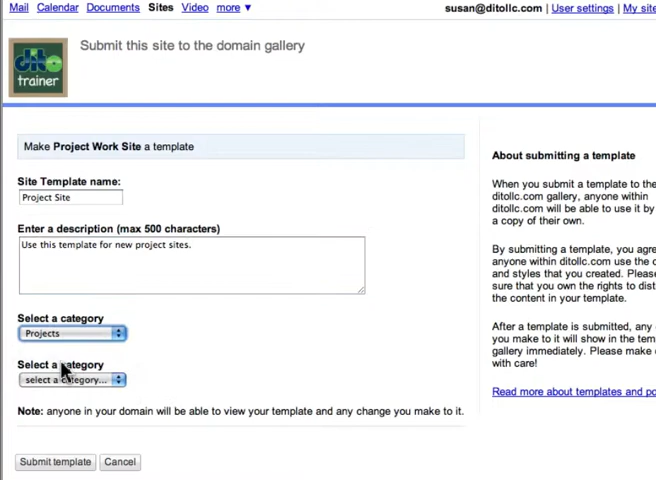 Mail Calendar Documents Sites Video more ▼ susan@ditollc.com | User settings | My
dito
trainer
Submit this site to the domain gallery
Make Project Work Site a template
Site Template name:
Project Site
Enter a description (max 500 characters)
Use this template for new project sites.
Select a category
Projects
Select a category
select a category...
Note: anyone in your domain will be able to view your template and any change you make to it.
Submit template Cancel
About submitting a template
When you submit a template to the
ditollc.com gallery, anyone within
ditollc.com will be able to use it by
a copy of their own.
By submitting a template, you agree
anyone within ditollc.com use the
and styles that you created. Please
sure that you own the rights to
the content in your template.
After a template is submitted, any
you make to it will show in the
gallery immediately. Please make
with care!
Read more about templates and